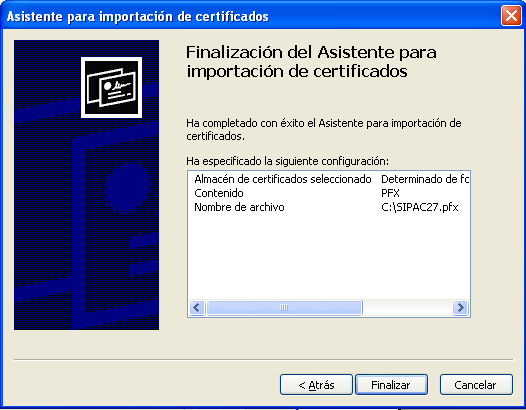 Asistente para importación de certificados
Finalización del Asistente para
importación de certificados
Ha completado con éxito el Asistente para importación de
certificados.
Ha especificado la siguiente configuración:
Almacén de certificados seleccionado Determinado de fo
Contenido PFX
Nombre de archivo C:\SIPAC27.pfx
< Atrás Finalizar Cancelar